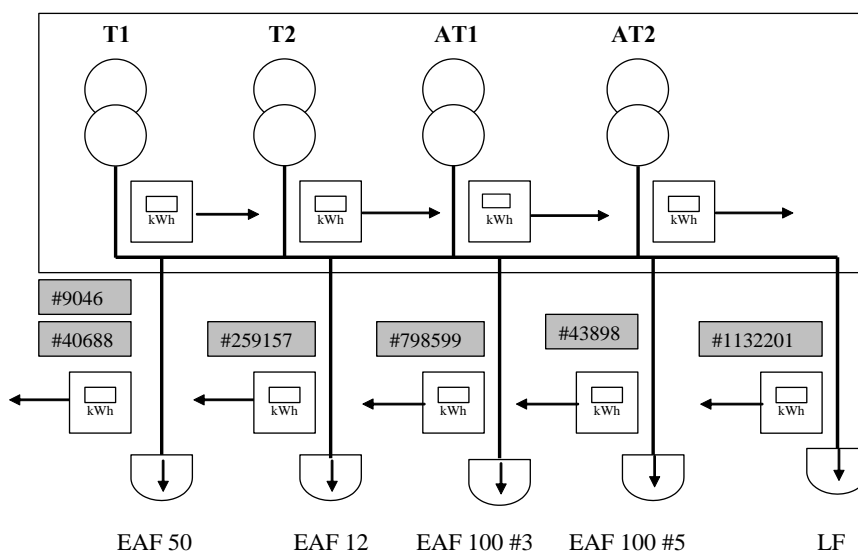 T1 T2 AT1 AT2
kWh kWh kWh kWh
#9046
#40688 #259157 #798599 #43898 #1132201
kWh kWh kWh kWh kWh
EAF 50 EAF 12 EAF 100 #3 EAF 100 #5 LF